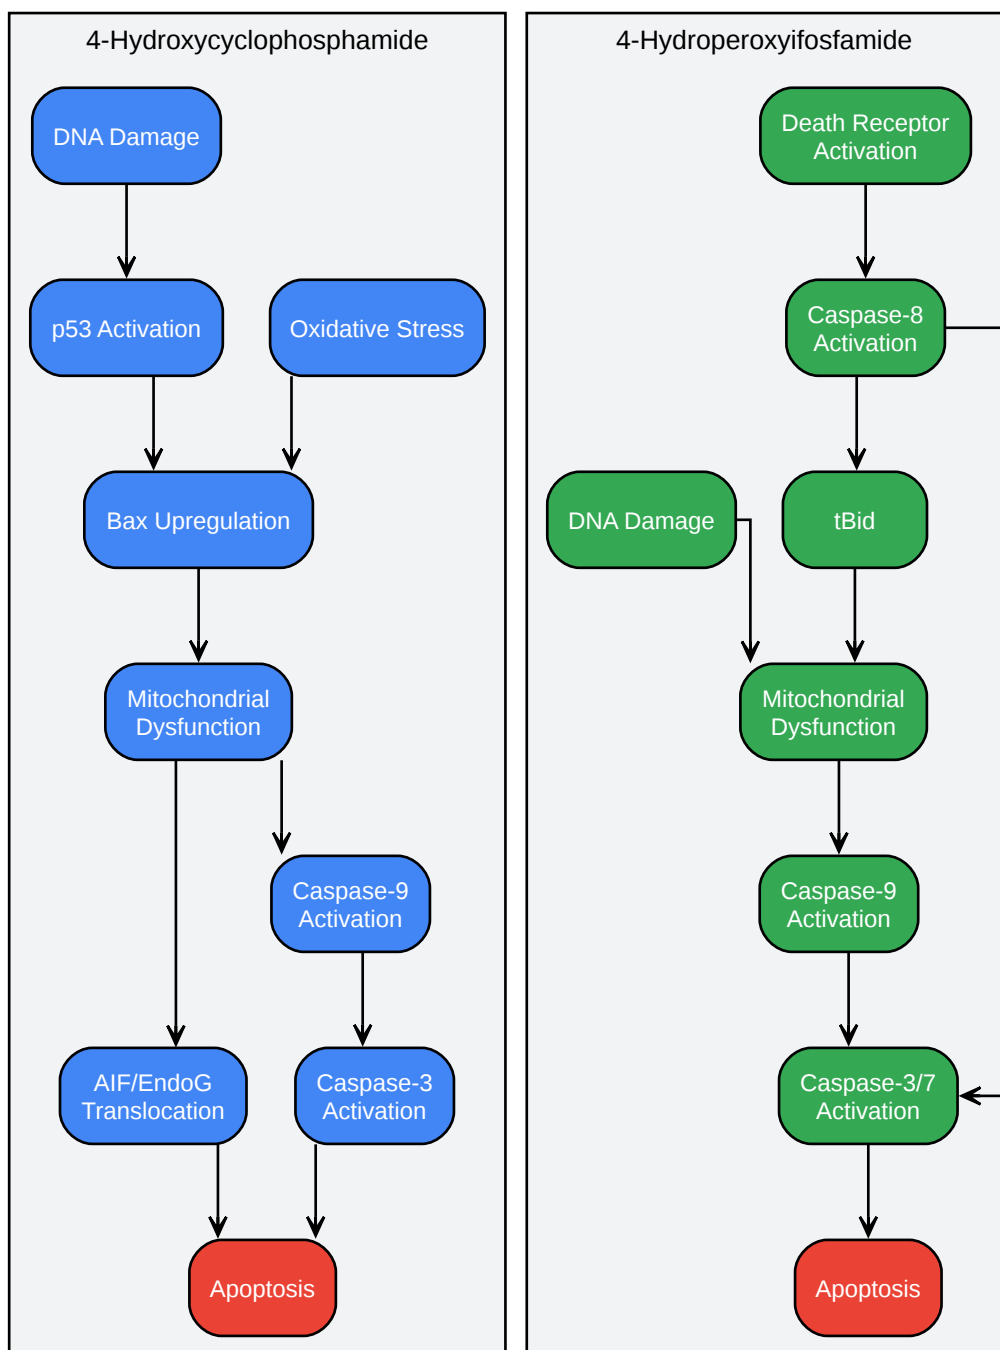 4-Hydroxycyclophosphamide
DNA Damage
p53 Activation
Oxidative Stress
Bax Upregulation
Mitochondrial
Dysfunction
Caspase-9
Activation
AIF/EndoG
Translocation
Caspase-3
Activation
Apoptosis
4-Hydroperoxyifosfamide
Death Receptor
Activation
Caspase-8
Activation
DNA Damage
tBid
Mitochondrial
Dysfunction
Caspase-9
Activation
Caspase-3/7
Activation
Apoptosis